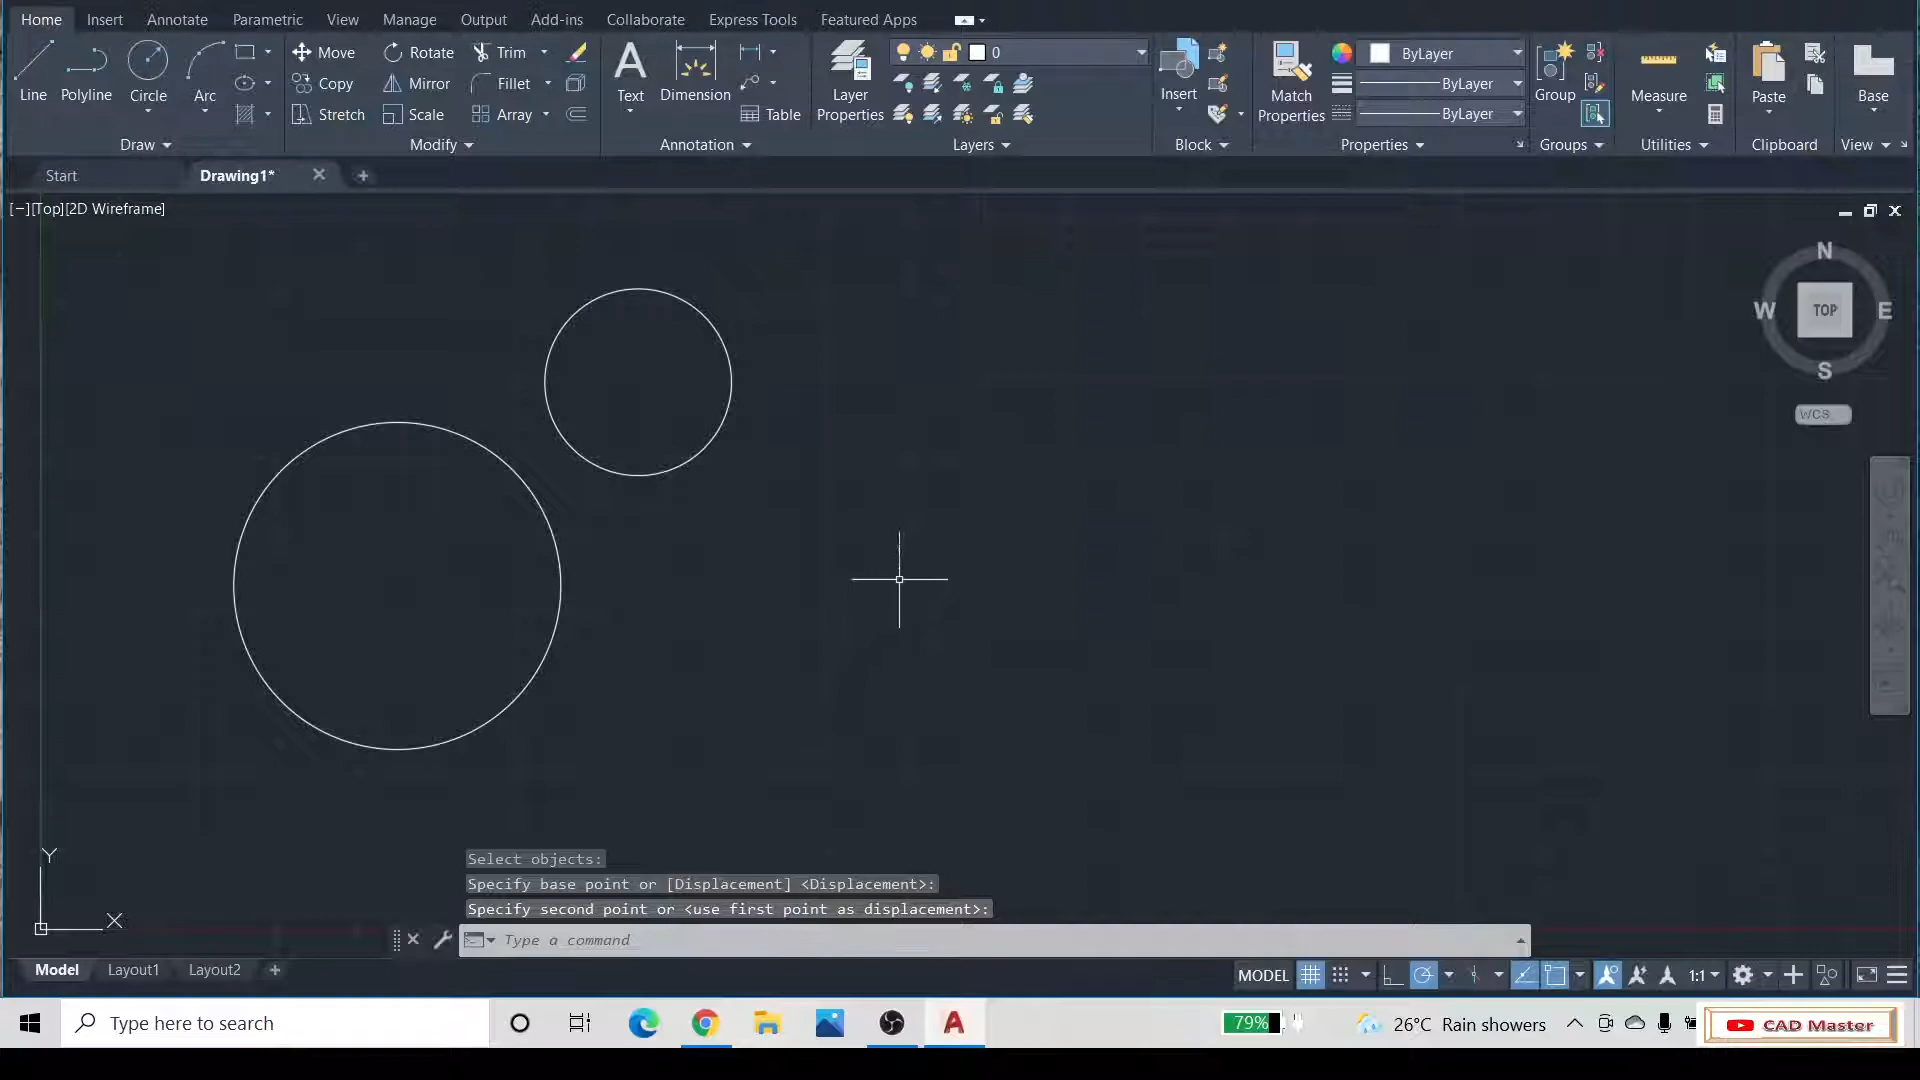 Home Insert Annotate Parametric View Manage Output Add-ins Collaborate Express Tools Featured Apps
Move Rotate Trim 0 ByLayer
Copy Mirror Fillet ByLayer
Line Polyline Circle Arc Text Dimension Layer Properties Insert Match Properties Group Measure Paste Base
Stretch Scale Array Table ByLayer
Draw Modify Annotation Layers Block Properties Groups Utilities Clipboard View
Start Drawing1*
[−][Top][2D Wireframe]
N
W TOP E
S
WCS
Y
X
Select objects:
Specify base point or [Displacement] <Displacement>:
Specify second point or <use first point as displacement>:
Type a command
Model Layout1 Layout2 MODEL 1:1
Type here to search 79% 26°C Rain showers CAD Master